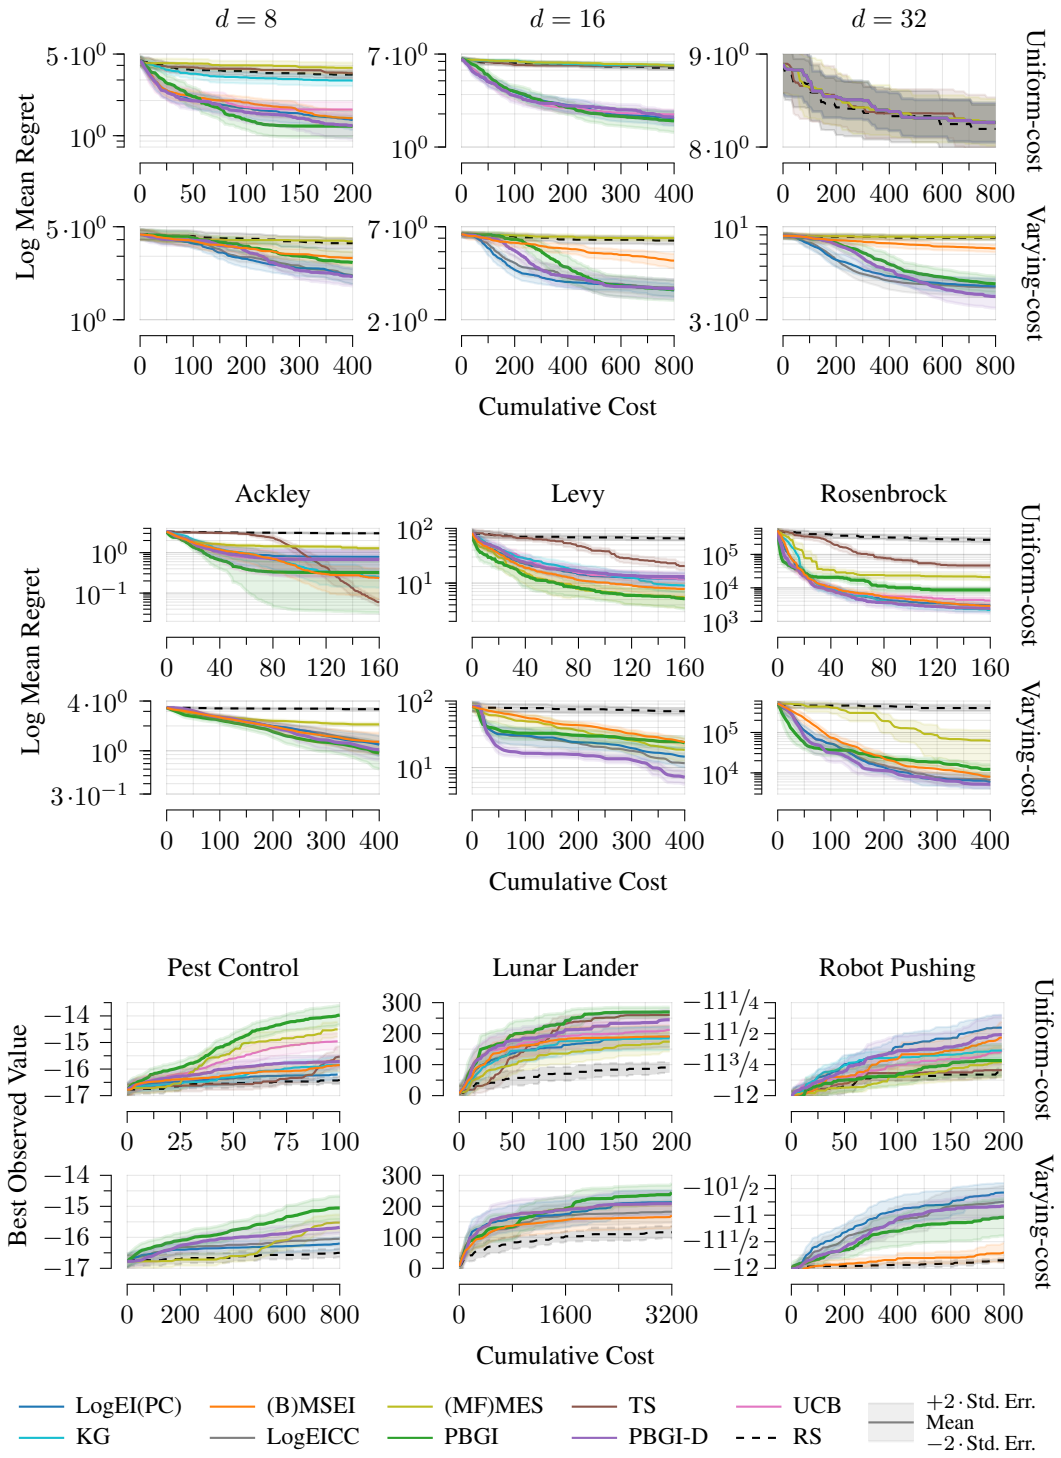 d = 8 d = 16 d = 32
5·10⁰ 10⁰ 7·10⁰ 10⁰ 9·10⁰ 8·10⁰ Uniform-cost
0 50 100 150 200 0 100 200 300 400 0 200 400 600 800
Log Mean Regret
5·10⁰ 10⁰ 7·10⁰ 2·10⁰ 10¹ 3·10⁰ Varying-cost
0 100 200 300 400 0 200 400 600 800 0 200 400 600 800
Cumulative Cost
Ackley Levy Rosenbrock
10⁰ 10⁻¹ 10² 10¹ 10⁵ 10⁴ 10³ Uniform-cost
0 40 80 120 160 0 40 80 120 160 0 40 80 120 160
Log Mean Regret
4·10⁰ 10⁰ 3·10⁻¹ 10² 10¹ 10⁵ 10⁴ Varying-cost
0 100 200 300 400 0 100 200 300 400 0 100 200 300 400
Cumulative Cost
Pest Control Lunar Lander Robot Pushing
−14 −15 −16 −17 300 200 100 0 −11¹/₄ −11¹/₂ −11³/₄ −12 Uniform-cost
0 25 50 75 100 0 50 100 150 200 0 50 100 150 200
Best Observed Value
−14 −15 −16 −17 300 200 100 0 −10¹/₂ −11 −11¹/₂ −12 Varying-cost
0 200 400 600 800 0 1600 3200 0 200 400 600 800
Cumulative Cost
LogEI(PC) (B)MSEI (MF)MES TS UCB +2·Std. Err.
Mean
KG LogEICC PBGI PBGI-D RS −2·Std. Err.